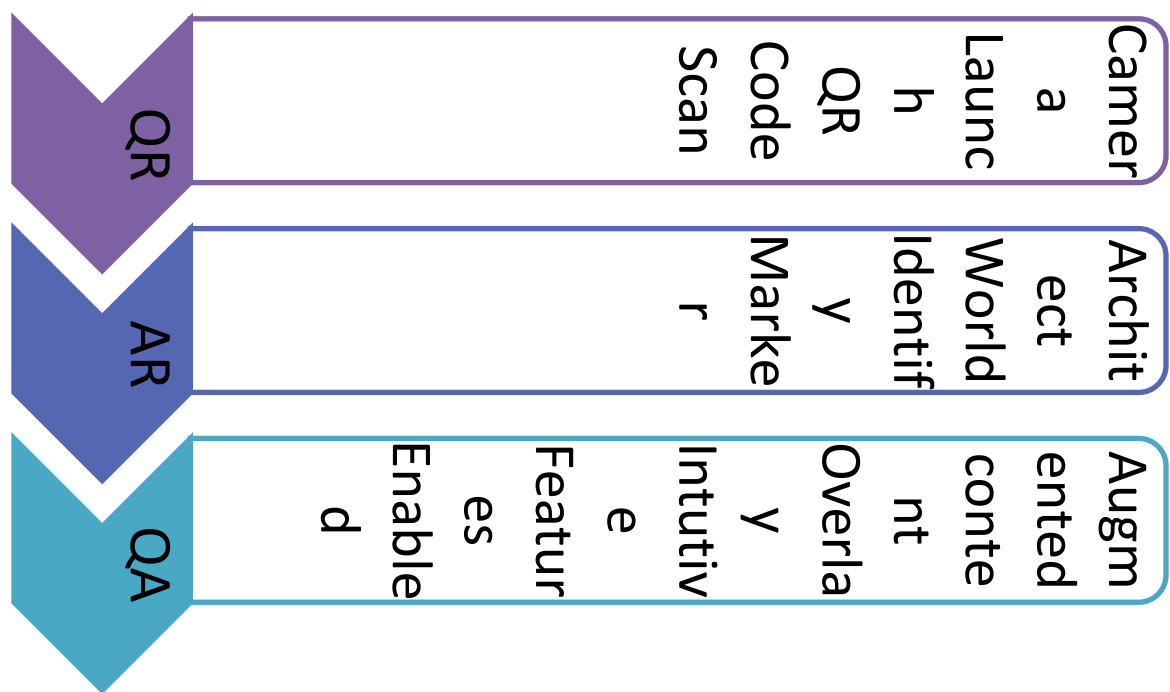 QR
Camer
a
Launc
h
QR
Code
Scan
AR
Archit
ect
World
Identif
y
Marke
r
QA
Augm
ented
conte
nt
Overla
y
Intutiv
e
Featur
es
Enable
d